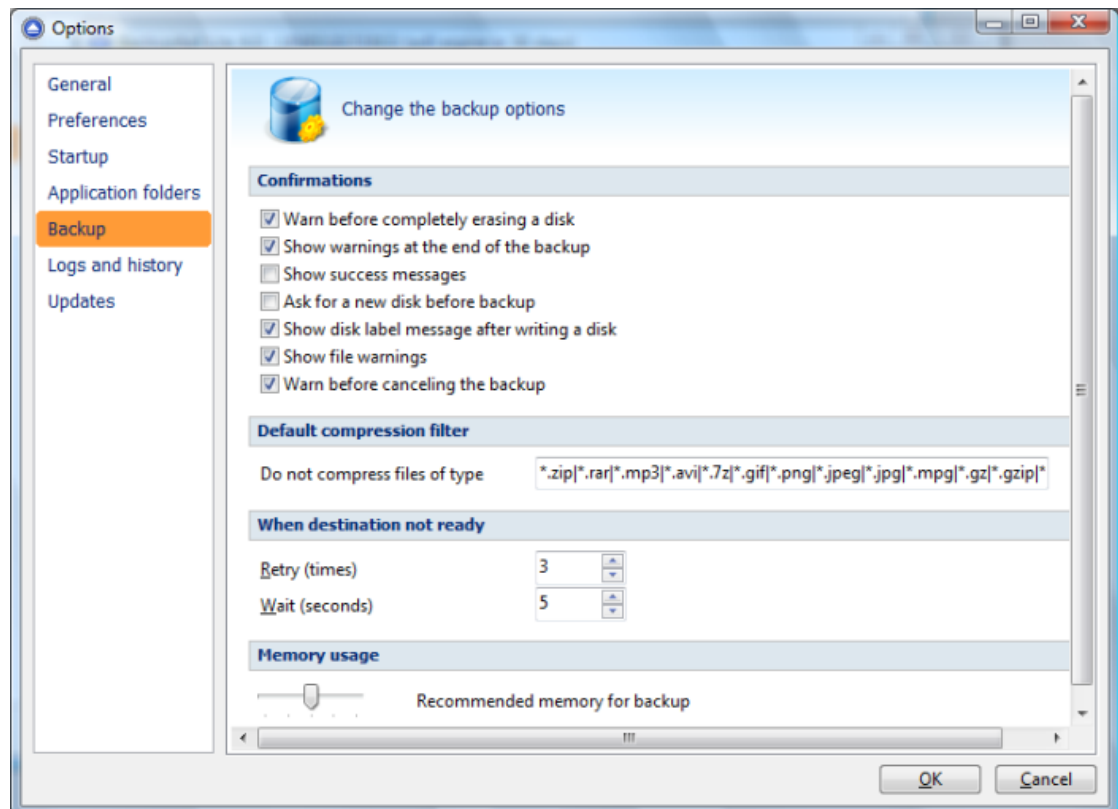 Options
General
Preferences
Startup
Application folders
Backup
Logs and history
Updates
Change the backup options
Confirmations
Warn before completely erasing a disk
Show warnings at the end of the backup
Show success messages
Ask for a new disk before backup
Show disk label message after writing a disk
Show file warnings
Warn before canceling the backup
Default compression filter
Do not compress files of type *.zip|*.rar|*.mp3|*.avi|*.7z|*.gif|*.png|*.jpeg|*.jpg|*.mpg|*.gz|*.gzip|*
When destination not ready
Retry (times) 3
Wait (seconds) 5
Memory usage
Recommended memory for backup
OK Cancel